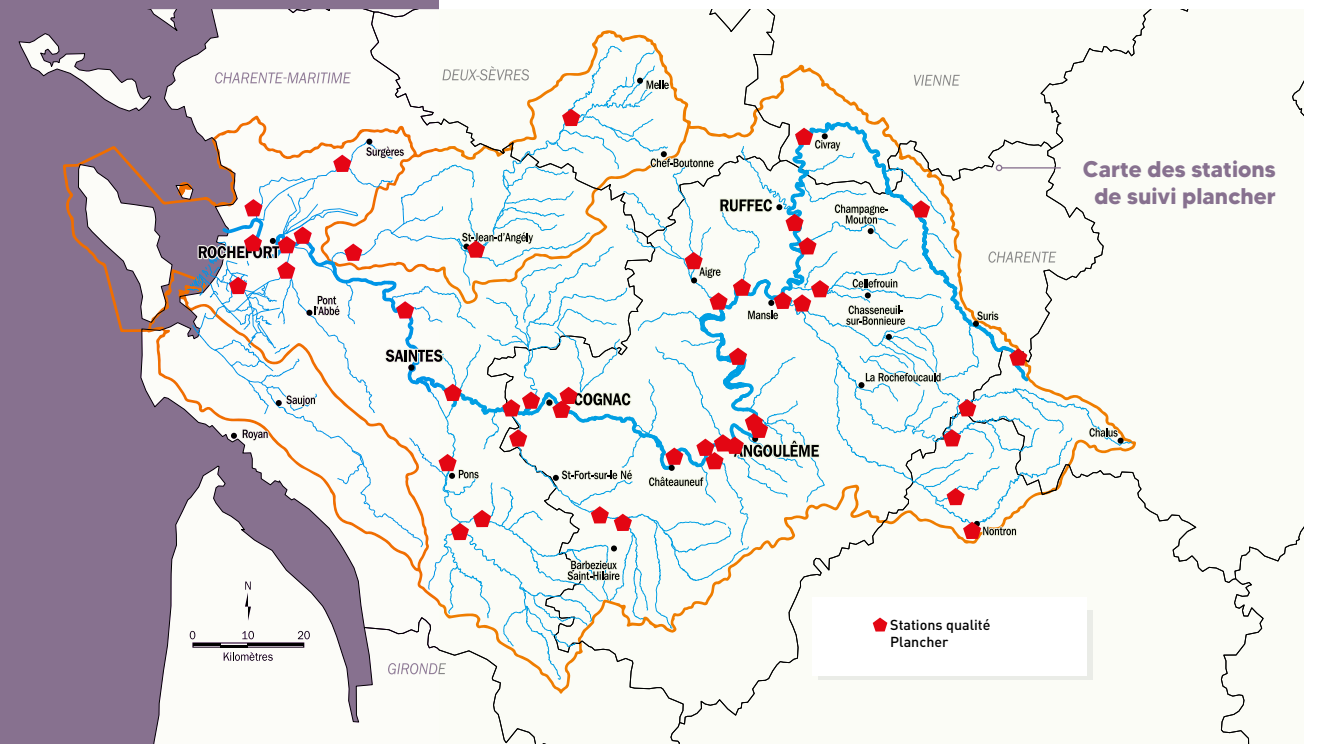 CHARENTE-MARITIME
DEUX-SÈVRES
VIENNE
Melle
Surgères
Civray
Chef-Boutonne
Carte des stations
de suivi plancher
RUFFEC
Champagne-
Mouton
St-Jean-d'Angély
ROCHEFORT
CHARENTE
Aigre
Cellefrouin
Pont
l'Abbé
Mansle
Chasseneuil-
sur-Bonnieure
Suris
SAINTES
La Rochefoucauld
Saujon
COGNAC
Royan
Chalus
ANGOULÊME
Pons
St-Fort-sur-le Né
Châteauneuf
Nontron
Barbezieux
Saint-Hilaire
N
0 10 20
Kilomètres
GIRONDE
Stations qualité
Plancher